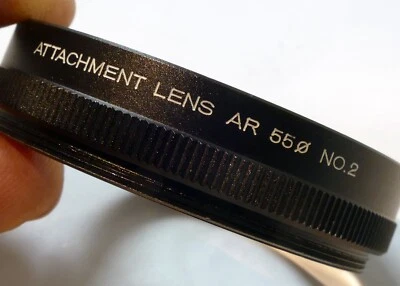 ATTACHMENT LENS AR 55ø NO.2